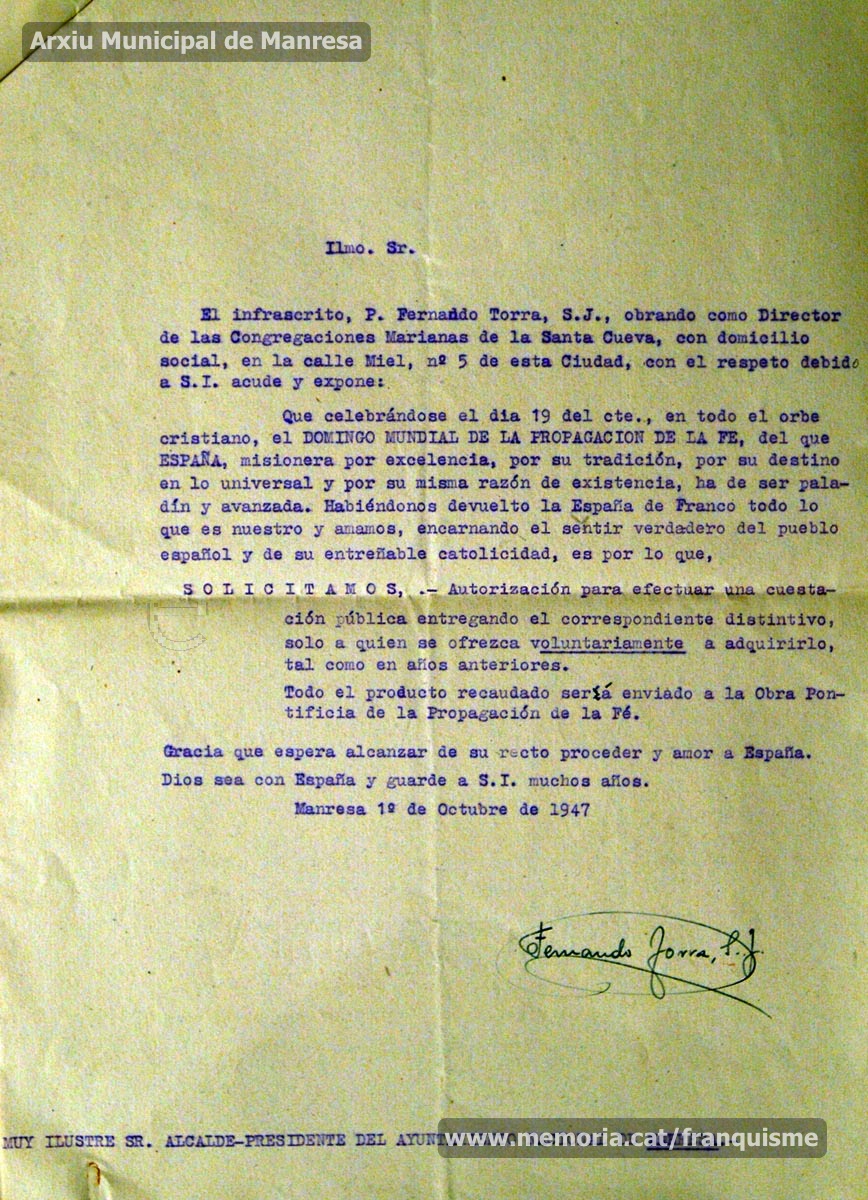 Arxiu Municipal de Manresa
Ilmo. Sr.
El infrascrito, P. Fernando Torra, S.J., obrando como Director
de las Congregaciones Marianas de la Santa Cueva, con domicilio
social, en la calle Miel, nº 5 de esta Ciudad, con el respeto debido
a S.I. acude y expone:
Que celebrándose el dia 19 del cte., en todo el orbe
cristiano, el DOMINGO MUNDIAL DE LA PROPAGACION DE LA FE, del que
ESPAÑA, misionera por excelencia, por su tradición, por su destino
en lo universal y por su misma razón de existencia, ha de ser pala-
dín y avanzada. Habiéndonos devuelto la España de Franco todo lo
que es nuestro y amamos, encarnando el sentir verdadero del pueblo
español y de su entreñable catolicidad, es por lo que,
S O L I C I T A M O S, .- Autorización para efectuar una cuesta-
ción pública entregando el correspondiente distintivo,
solo a quien se ofrezca voluntariamente a adquirirlo,
tal como en años anteriores.
Todo el producto recaudado será enviado a la Obra Pon-
tificia de la Propagación de la Fé.
Gracia que espera alcanzar de su recto proceder y amor a España.
Dios sea con España y guarde a S.I. muchos años.
Manresa 1º de Octubre de 1947
Fernando Torra, S.J.
MUY ILUSTRE SR. ALCALDE-PRESIDENTE DEL
www.memoria.cat/franquisme